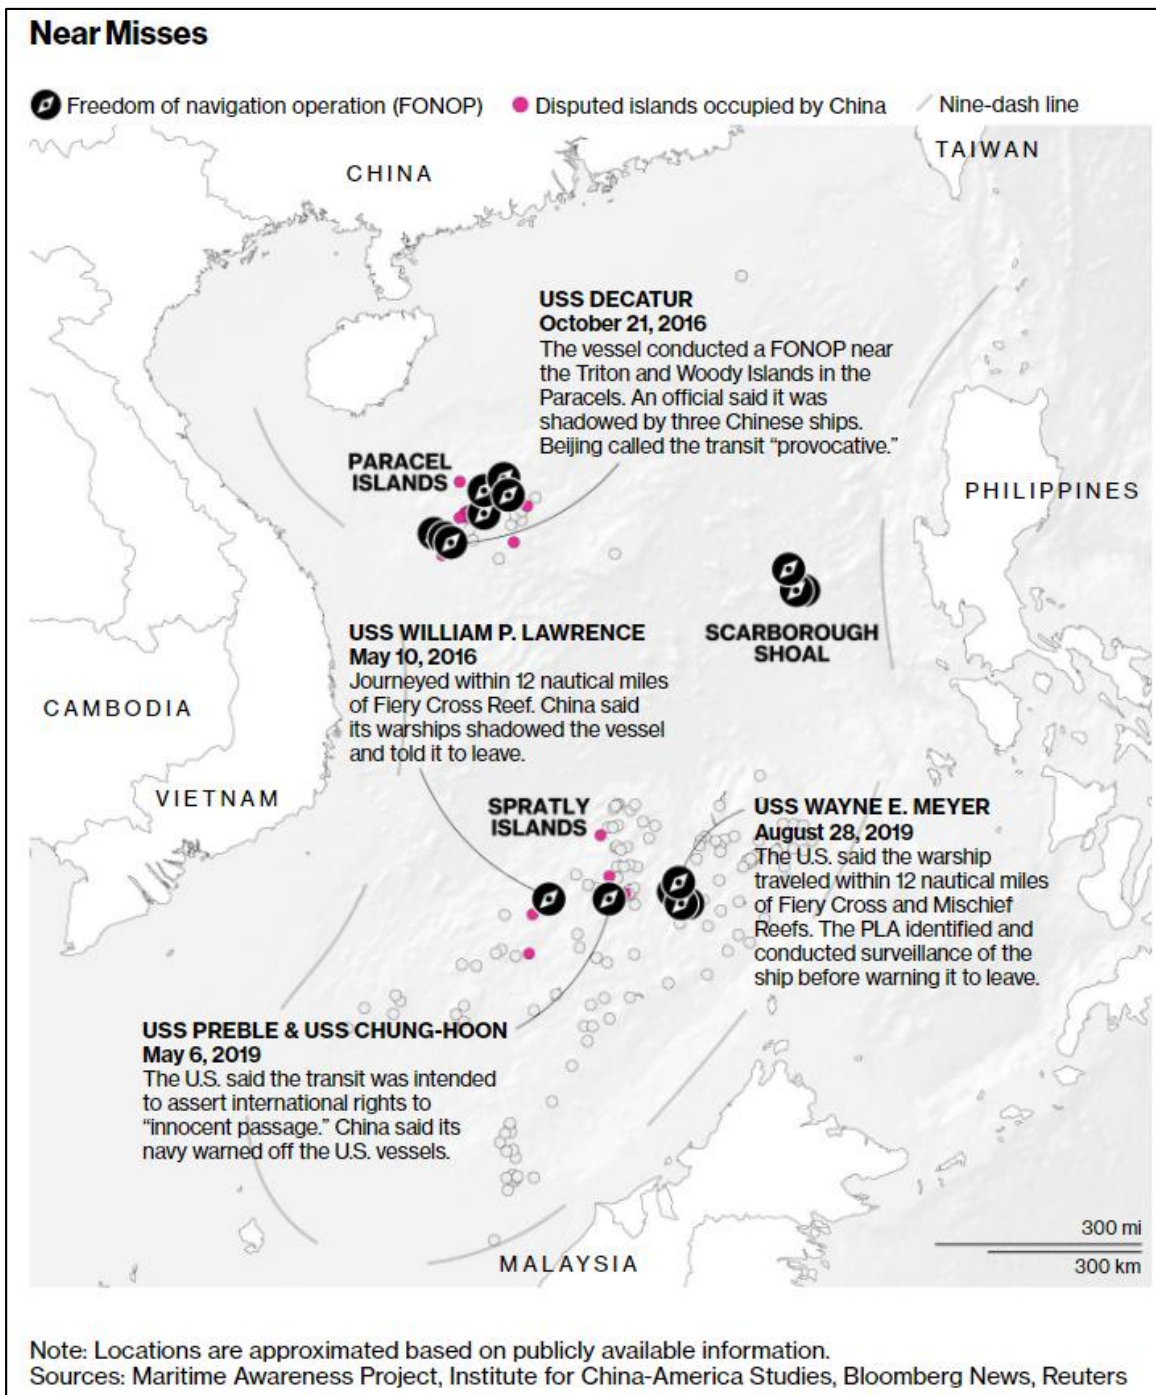 Near Misses
Freedom of navigation operation (FONOP)
Disputed islands occupied by China
Nine-dash line
TAIWAN
CHINA
USS DECATUR
October 21, 2016
The vessel conducted a FONOP near
the Triton and Woody Islands in the
Paracels. An official said it was
shadowed by three Chinese ships.
Beijing called the transit “provocative.”
PARACEL
ISLANDS
PHILIPPINES
USS WILLIAM P. LAWRENCE
May 10, 2016
Journeyed within 12 nautical miles
of Fiery Cross Reef. China said
its warships shadowed the vessel
and told it to leave.
SCARBOROUGH
SHOAL
CAMBODIA
VIETNAM
SPRATLY
ISLANDS
USS WAYNE E. MEYER
August 28, 2019
The U.S. said the warship
traveled within 12 nautical miles
of Fiery Cross and Mischief
Reefs. The PLA identified and
conducted surveillance of the
ship before warning it to leave.
USS PREBLE & USS CHUNG-HOON
May 6, 2019
The U.S. said the transit was intended
to assert international rights to
“innocent passage.” China said its
navy warned off the U.S. vessels.
MALAYSIA
300 mi
300 km
Note: Locations are approximated based on publicly available information.
Sources: Maritime Awareness Project, Institute for China-America Studies, Bloomberg News, Reuters